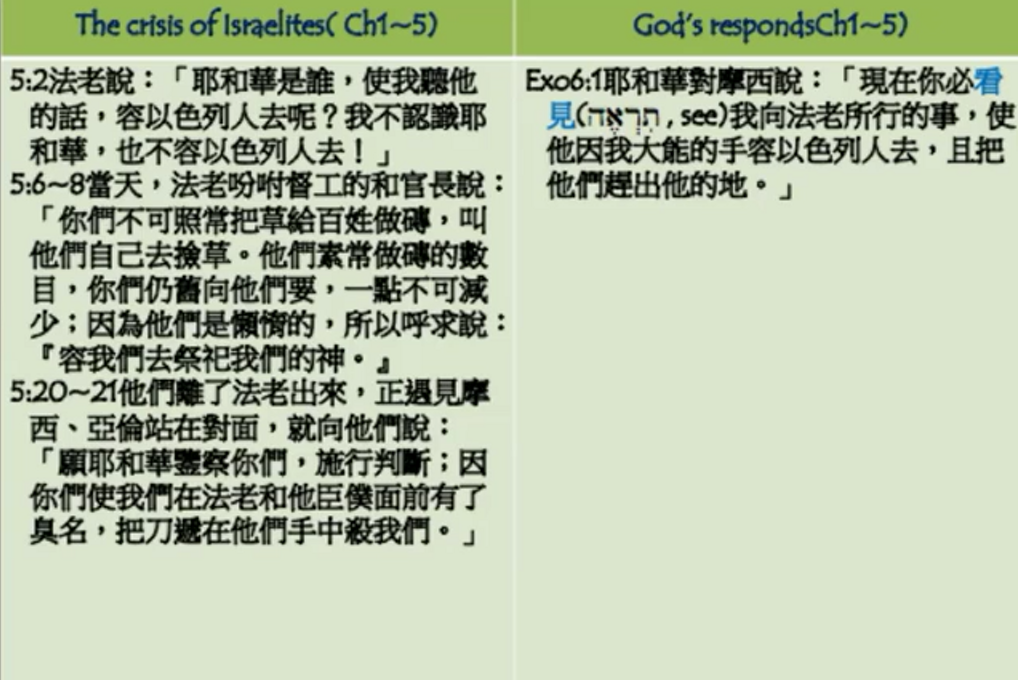 The crisis of Israelites( Ch1~5)
5:2法老說：「耶和華是誰，使我聽他
的話，容以色列人去呢？我不認識耶
和華，也不容以色列人去！」
5:6~8當天，法老吩咐督工的和官長說：
「你們不可照常把草給百姓做磚，叫
他們自己去撿草。他們素常做磚的數
目，你們仍舊向他們要，一點不可減
少；因為他們是懶惰的，所以呼求說：
『容我們去祭祀我們的神。』
5:20~21他們離了法老出來，正遇見摩
西、亞倫站在對面，就向他們說：
「願耶和華鑒察你們，施行判斷；因
你們使我們在法老和他臣僕面前有了
臭名，把刀遞在他們手中殺我們。」
God's respondsCh1~5)
Exo6:1耶和華對摩西說：「現在你必看
見(תִרְאֶה , see)我向法老所行的事，使
他因我大能的手容以色列人去，且把
他們趕出他的地。」